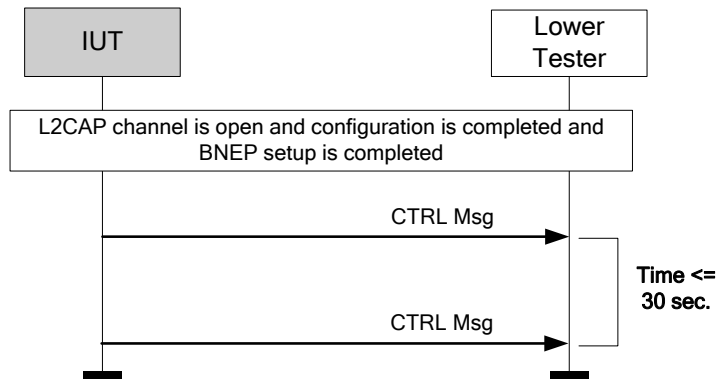 IUT
Lower
Tester
L2CAP channel is open and configuration is completed and
BNEP setup is completed
CTRL Msg
Time <=
30 sec.
CTRL Msg